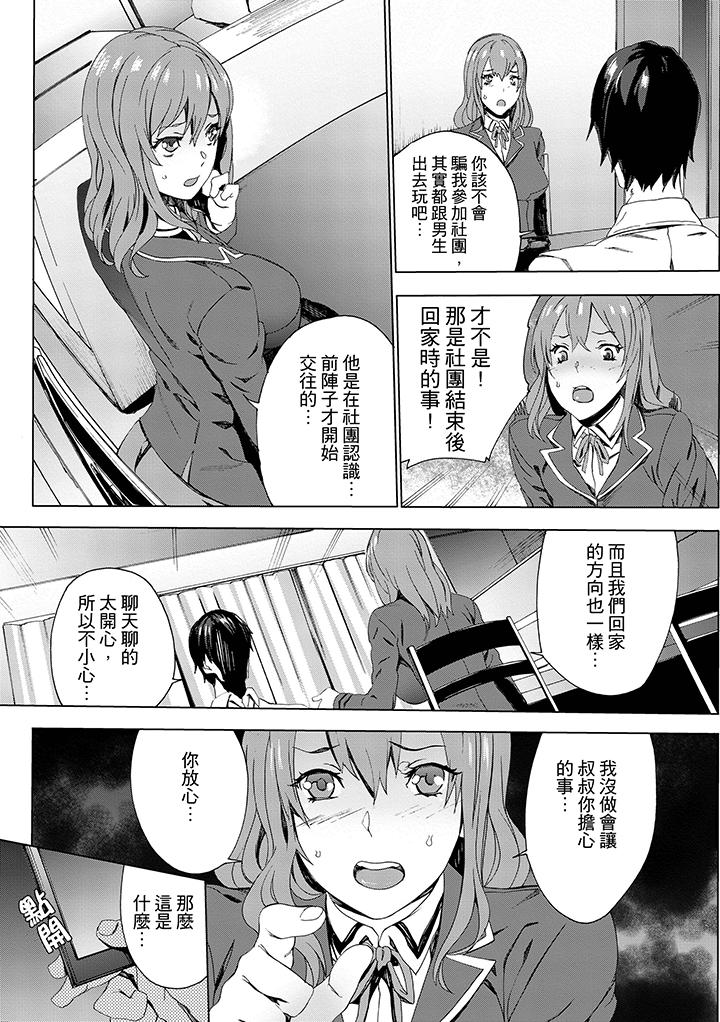 你該不會
騙我參加社團，
其實都跟男生
出去玩吧…
才不是！
那是社團結束後
回家時的事！
他是在社團認識…
前陣子才開始
交往的…
而且我們回家
的方向也一樣…
聊天聊的
太開心，
所以不小心…
我沒做會讓
叔叔你擔心
的事…
你放心…
那麼
這是
什麼…
點開